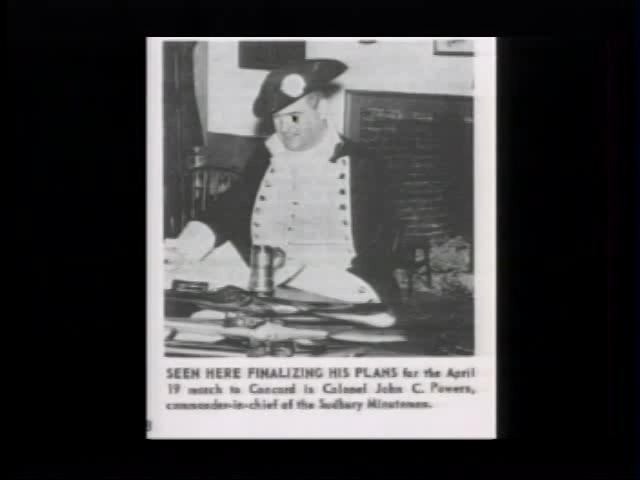 SEEN HERE FINALIZING HIS PLANS for the April
19 march to Concord is Colonel John C. Powers,
commander-in-chief of the Sudbury Minutemen.
8